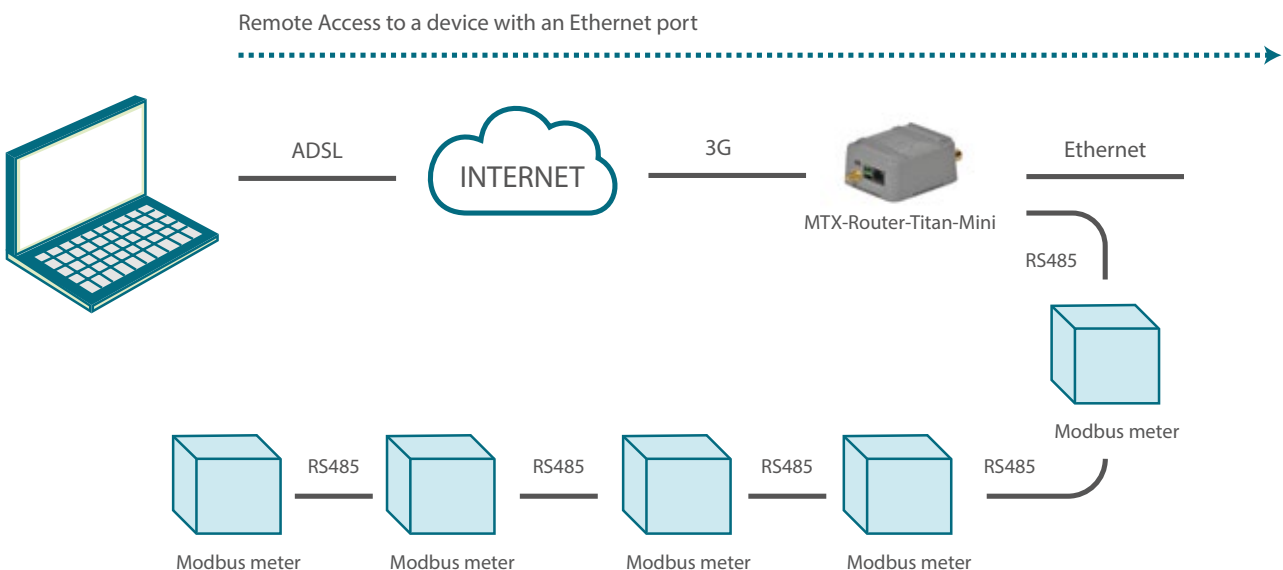 Remote Access to a device with an Ethernet port
ADSL
INTERNET
3G
Ethernet
MTX-Router-Titan-Mini
RS485
Modbus meter
RS485
RS485
RS485
RS485
Modbus meter
Modbus meter
Modbus meter
Modbus meter